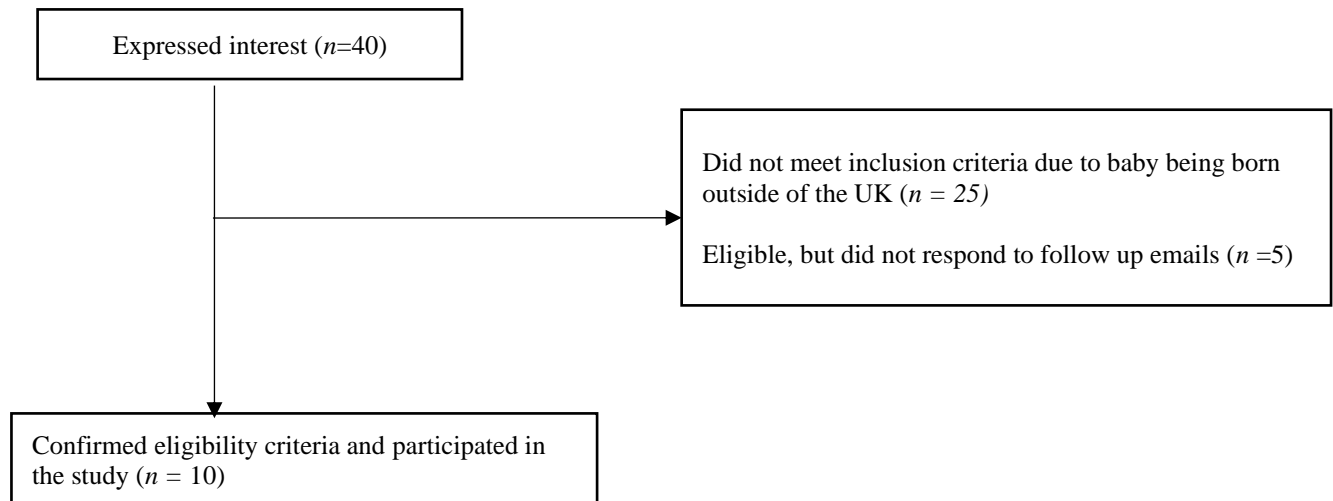 Expressed interest (n=40)
Did not meet inclusion criteria due to baby being born
outside of the UK (n = 25)
Eligible, but did not respond to follow up emails (n =5)
Confirmed eligibility criteria and participated in
the study (n = 10)